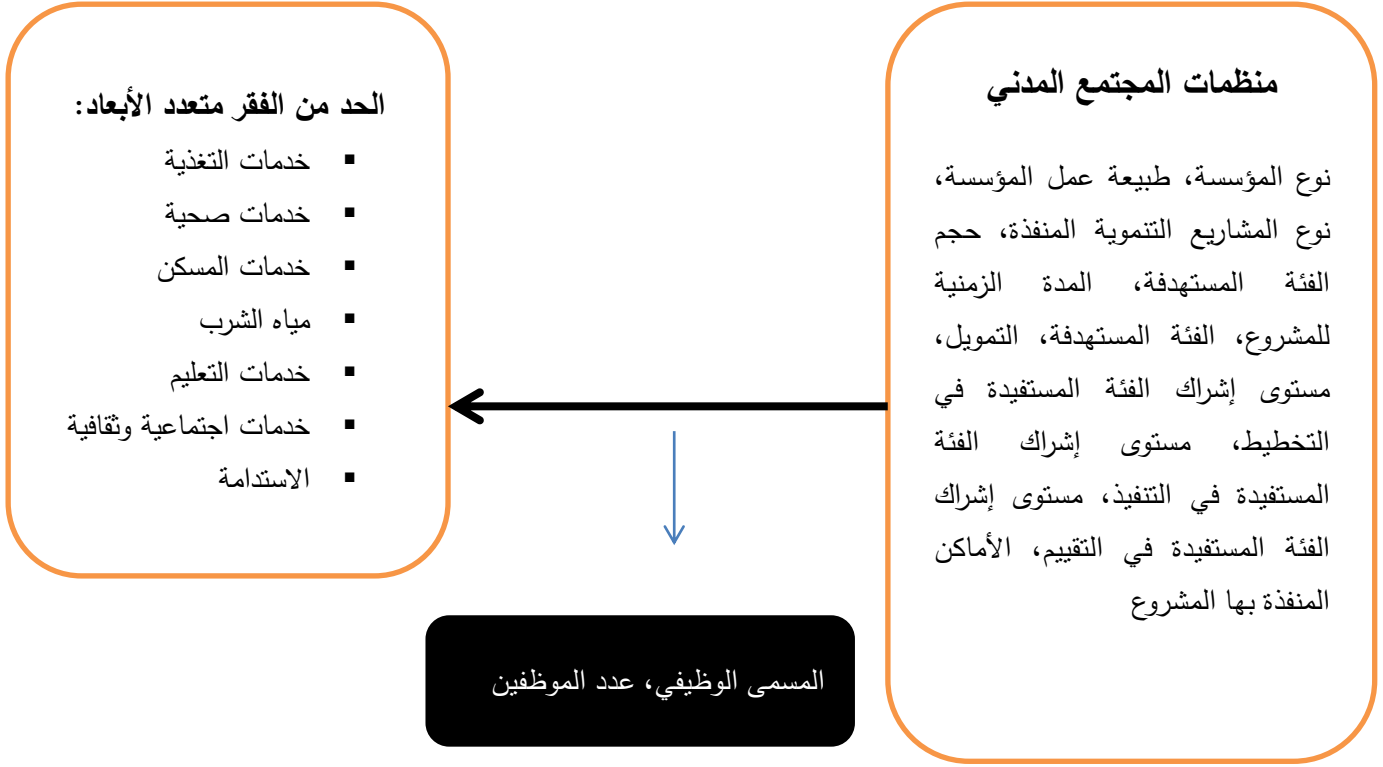 منظمات المجتمع المدني
نوع المؤسسة، طبيعة عمل المؤسسة،
نوع المشاريع التنموية المنفذة، حجم
الفئة المستهدفة، المدة الزمنية
للمشروع، الفئة المستهدفة، التمويل،
مستوى إشراك الفئة المستفيدة في
التخطيط، مستوى إشراك الفئة
المستفيدة في التنفيذ، مستوى إشراك
الفئة المستفيدة في التقييم، الأماكن
المنفذة بها المشروع
الحد من الفقر متعدد الأبعاد:
▪ خدمات التغذية
▪ خدمات صحية
▪ خدمات المسكن
▪ مياه الشرب
▪ خدمات التعليم
▪ خدمات اجتماعية وثقافية
▪ الاستدامة
المسمى الوظيفي، عدد الموظفين